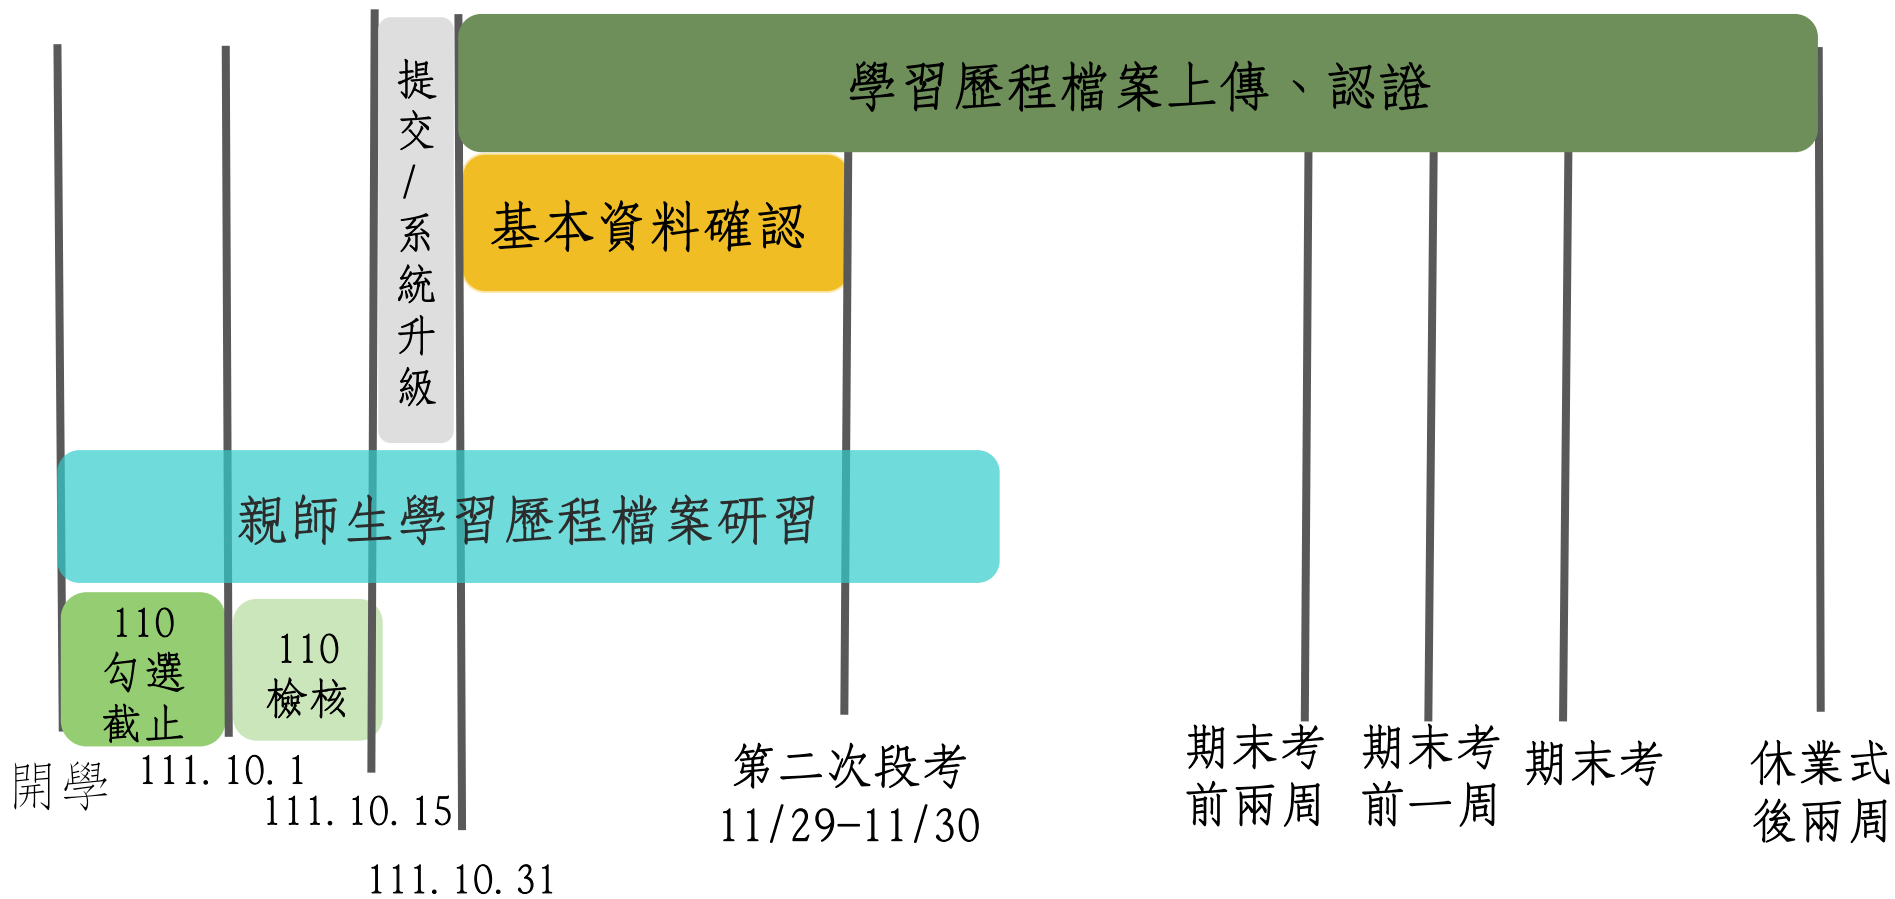 學習歷程檔案上傳、認證
提交/系統升級
基本資料確認
親師生學習歷程檔案研習
110
勾選
截止
110
檢核
開學
111.10.1
111.10.15
111.10.31
第二次段考
11/29-11/30
期末考
前兩周
期末考
前一周
期末考
休業式
後兩周